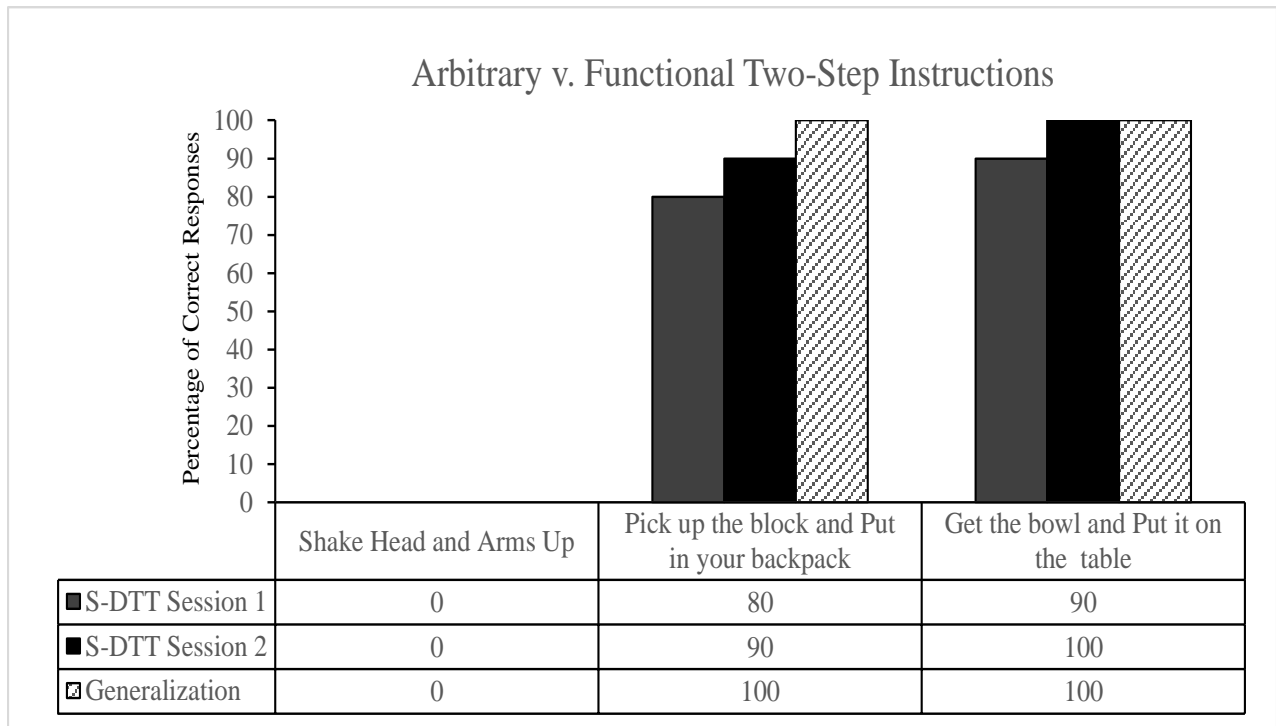 Arbitrary v. Functional Two-Step Instructions
Percentage of Correct Responses
100
90
80
70
60
50
40
30
20
10
0
Shake Head and Arms Up
Pick up the block and Put
in your backpack
Get the bowl and Put it on
the table
S-DTT Session 1 0 80 90
S-DTT Session 2 0 90 100
Generalization 0 100 100